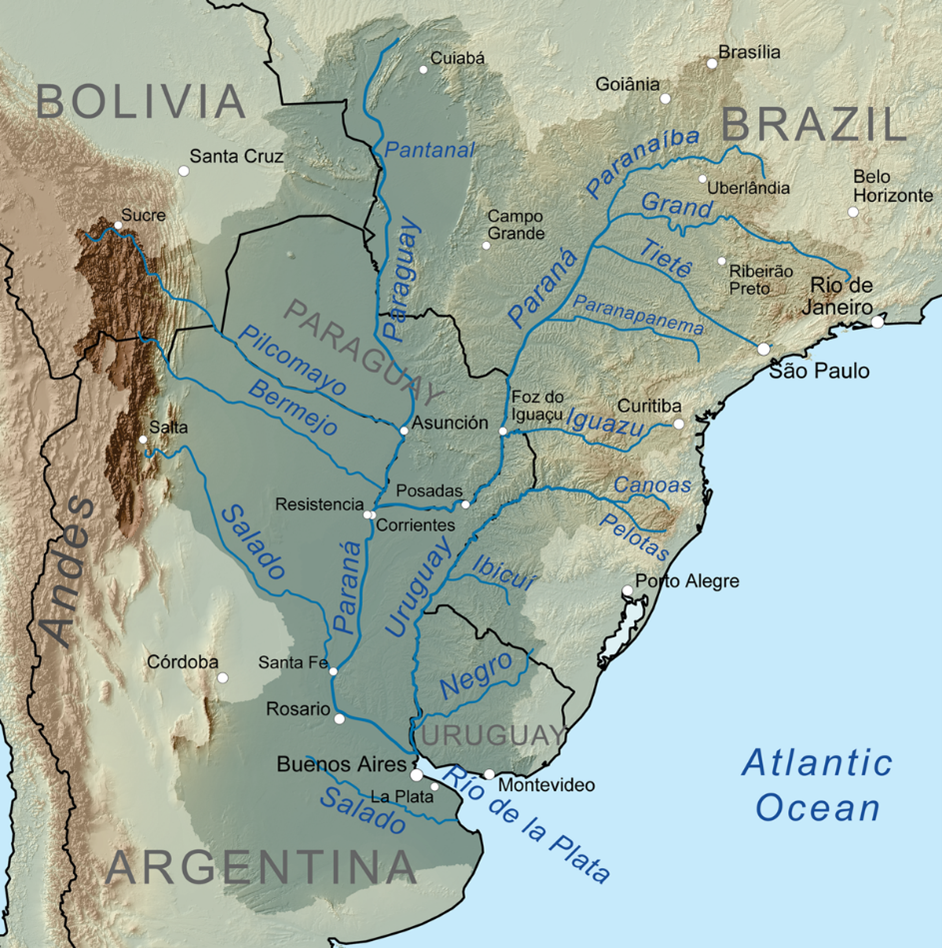 Cuiabá
Brasília
Goiânia
BOLIVIA
BRAZIL
Pantanal
Paranaíba
Santa Cruz
Uberlândia
Belo
Horizonte
Sucre
Campo
Grande
Grand
Paraguay
Tietê
Ribeirão
Preto
Paraná
Rio de
Janeiro
PARAGUAY
Paranapanema
Pilcomayo
São Paulo
Bermejo
Foz do
Iguaçu
Curitiba
Iguazu
Asunción
Salta
Canoas
Posadas
Resistencia
Corrientes
Pelotas
Andes
Salado
Paraná
Uruguay
Ibicuí
Porto Alegre
Córdoba
Santa Fe
Negro
Rosario
URUGUAY
Buenos Aires
Montevideo
La Plata
Río de la Plata
Salado
Atlantic
Ocean
ARGENTINA